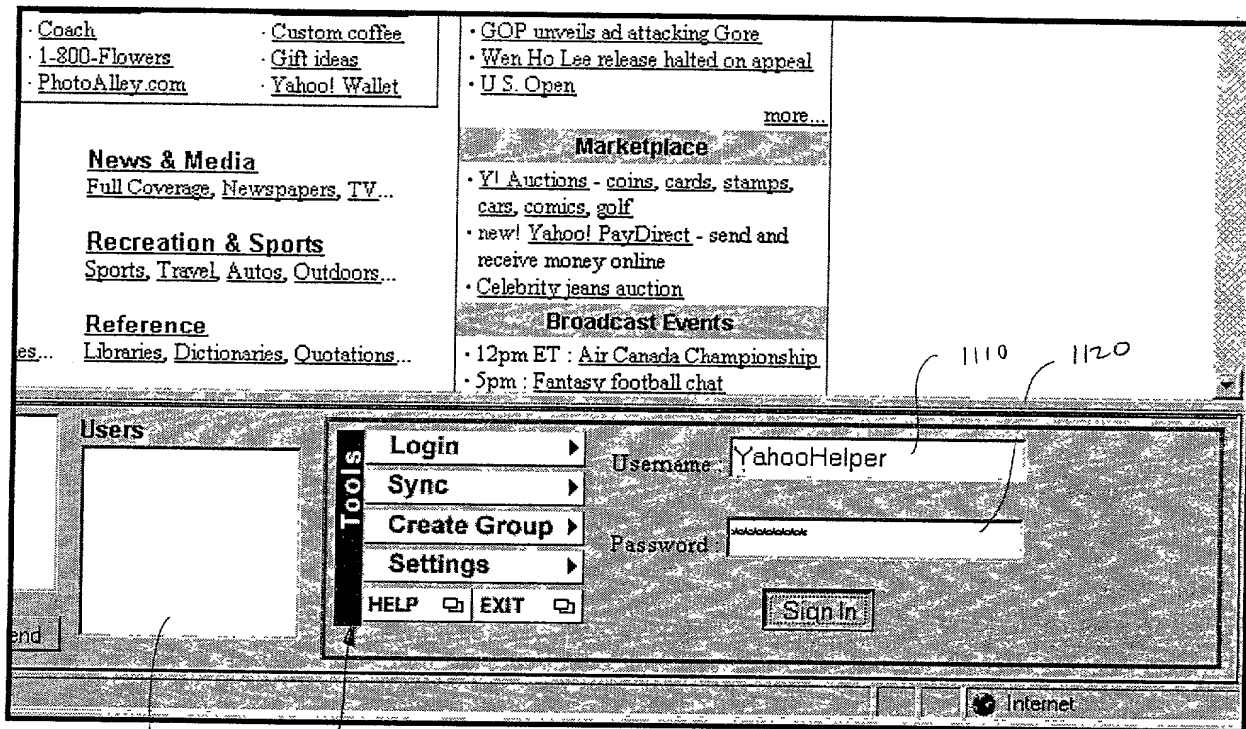 · Coach
· 1-800-Flowers
· PhotoAlley.com
· Custom coffee
· Gift ideas
· Yahoo! Wallet
· GOP unveils ad attacking Gore
· Wen Ho Lee release halted on appeal
· U S. Open
more...
News & Media
Full Coverage, Newspapers, TV...
Recreation & Sports
Sports, Travel, Autos, Outdoors...
Reference
es... Libraries, Dictionaries, Quotations...
Marketplace
· Y! Auctions - coins, cards, stamps,
cars, comics, golf
· new! Yahoo! PayDirect - send and
receive money online
· Celebrity jeans auction
Broadcast Events
· 12pm ET : Air Canada Championship
· 5pm : Fantasy football chat
1110 1120
Users
end
Tools
Login
Sync
Create Group
Settings
HELP EXIT
Username : YahooHelper
Password : ********
Sign In
Internet